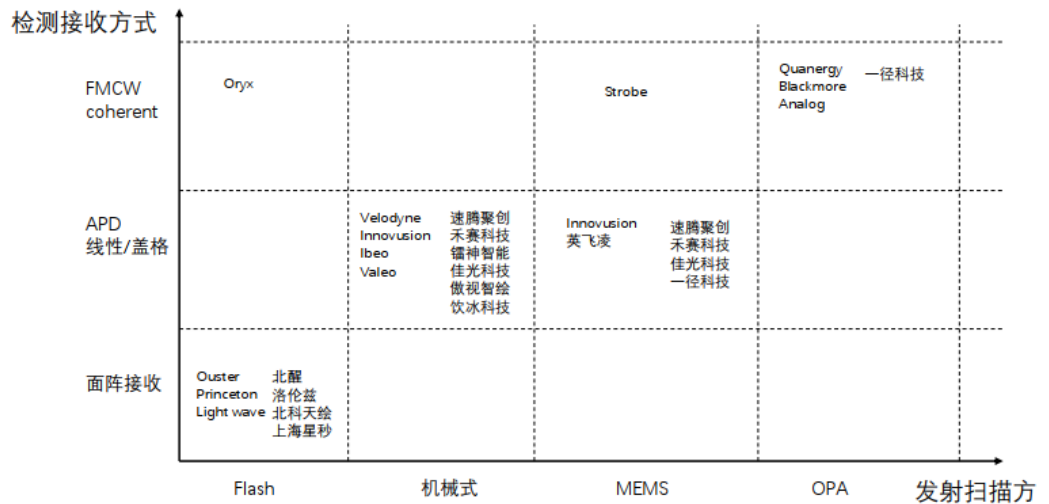 检测接收方式
FMCW
coherent
Oryx
Strobe
Quanergy
Blackmore
Analog
一径科技
APD
线性/盖格
Velodyne
Innovusion
Ibeo
Valeo
速腾聚创
禾赛科技
镭神智能
佳光科技
傲视智绘
饮冰科技
Innovusion
英飞凌
速腾聚创
禾赛科技
佳光科技
一径科技
面阵接收
Ouster
Princeton
Light wave
北醒
洛伦兹
北科天绘
上海星秒
Flash
机械式
MEMS
OPA
发射扫描方